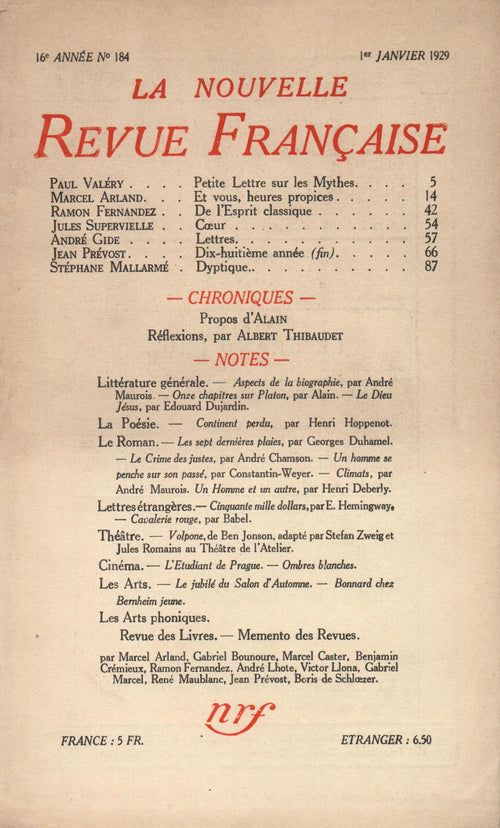 16e ANNÉE No 184 1er JANVIER 1929
LA NOUVELLE
REVUE FRANÇAISE
PAUL VALÉRY . . . . Petite Lettre sur les Mythes. . . . . 5
MARCEL ARLAND. . . Et vous, heures propices . . . . . . 14
RAMON FERNANDEZ . . De l'Esprit classique . . . . . . . 42
JULES SUPERVIELLE . . Cœur . . . . . . . . . . . . 54
ANDRÉ GIDE . . . . . Lettres. . . . . . . . . . . . 57
JEAN PRÉVOST. . . . . Dix-huitième année (fin). . . . . . 66
STÉPHANE MALLARMÉ . Dyptique.. . . . . . . . . . . 87
— CHRONIQUES —
Propos d'ALAIN
Réflexions, par ALBERT THIBAUDET
— NOTES —
Littérature générale. — Aspects de la biographie, par André
Maurois. — Onze chapitres sur Platon, par Alain. — Le Dieu
Jésus, par Edouard Dujardin.
La Poésie. — Continent perdu, par Henri Hoppenot.
Le Roman. — Les sept dernières plaies, par Georges Duhamel.
— Le Crime des justes, par André Chamson. — Un homme se
penche sur son passé, par Constantin-Weyer. — Climats, par
André Maurois. Un Homme et un autre, par Henri Deberly.
Lettres étrangères. — Cinquante mille dollars, par E. Hemingway.
— Cavalerie rouge, par Babel.
Théâtre. — Volpone, de Ben Jonson, adapté par Stefan Zweig et
Jules Romains au Théâtre de l'Atelier.
Cinéma. — L'Etudiant de Prague. — Ombres blanches.
Les Arts. — Le jubilé du Salon d'Automne. — Bonnard chez
Bernheim jeune.
Les Arts phoniques.
Revue des Livres. — Memento des Revues.
par Marcel Arland, Gabriel Bounoure, Marcel Caster, Benjamin
Crémieux, Ramon Fernandez, André Lhote, Victor Llona, Gabriel
Marcel, René Maublanc, Jean Prévost, Boris de Schlœzer.
nrf
FRANCE : 5 FR. ETRANGER : 6.50